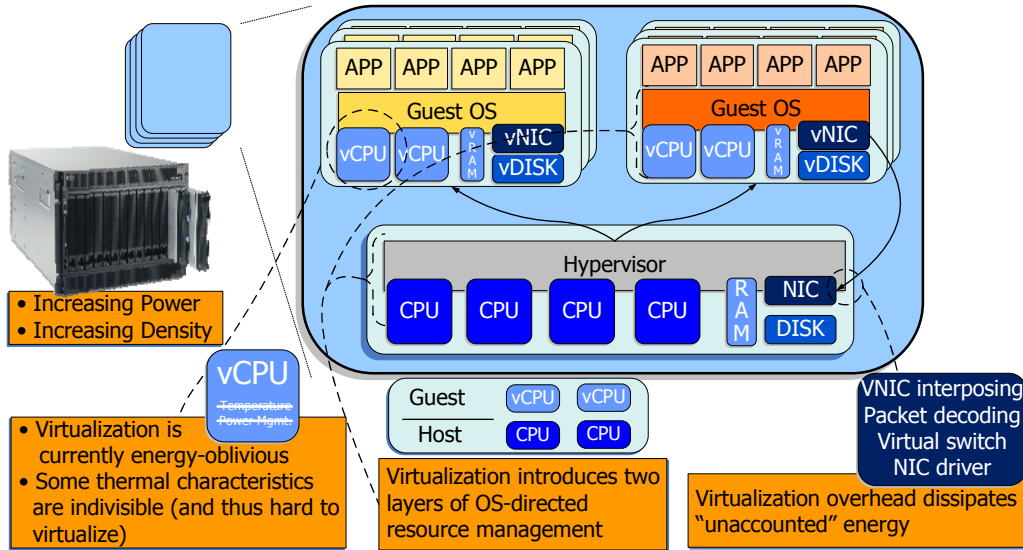 APP APP APP APP
Guest OS
vCPU vCPU
vRAM
vNIC
vDISK
APP APP APP APP
Guest OS
vCPU vCPU
vRAM
vNIC
vDISK
Hypervisor
CPU CPU CPU CPU
RAM
NIC
DISK
• Increasing Power
• Increasing Density
vCPU
Temperature
Power Mgmt.
Guest vCPU vCPU
Host CPU CPU
VNIC interposing
Packet decoding
Virtual switch
NIC driver
• Virtualization is
currently energy-oblivious
• Some thermal characteristics
are indivisible (and thus hard to
virtualize)
Virtualization introduces two
layers of OS-directed
resource management
Virtualization overhead dissipates
“unaccounted” energy